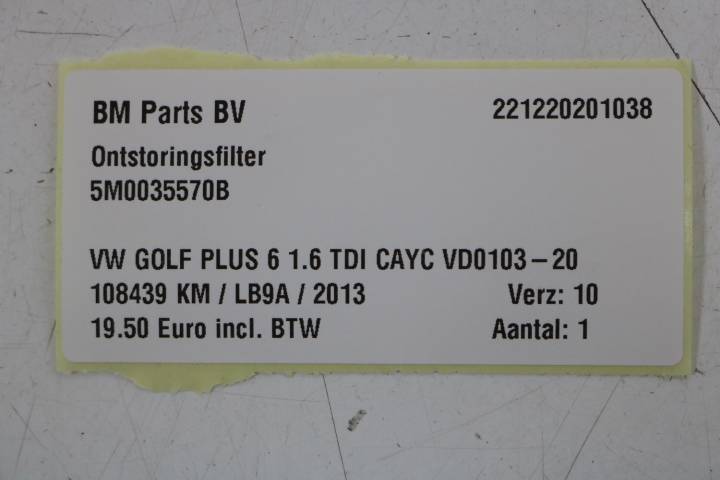 BM Parts BV 221220201038
Ontstoringsfilter
5M0035570B
VW GOLF PLUS 6 1.6 TDI CAYC VD0103-20
108439 KM / LB9A / 2013 Verz: 10
19.50 Euro incl. BTW Aantal: 1